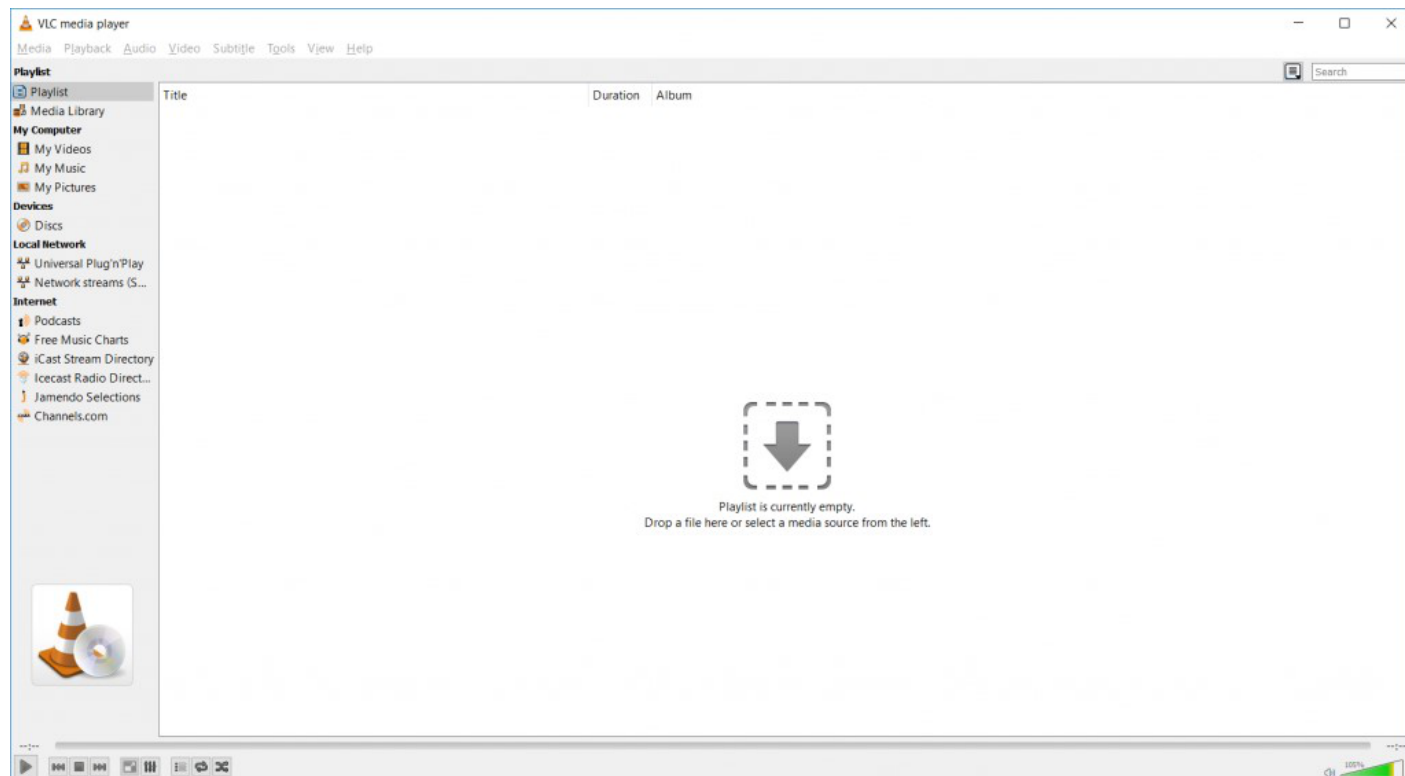 VLC media player
Media Playback Audio Video Subtitle Tools View Help
Playlist
Search
Playlist
Title Duration Album
Media Library
My Computer
My Videos
My Music
My Pictures
Devices
Discs
Local Network
Universal Plug'n'Play
Network streams (S...
Internet
Podcasts
Free Music Charts
iCast Stream Directory
Icecast Radio Direct...
Jamendo Selections
Channels.com
Playlist is currently empty.
Drop a file here or select a media source from the left.
--:-- --:--
100%